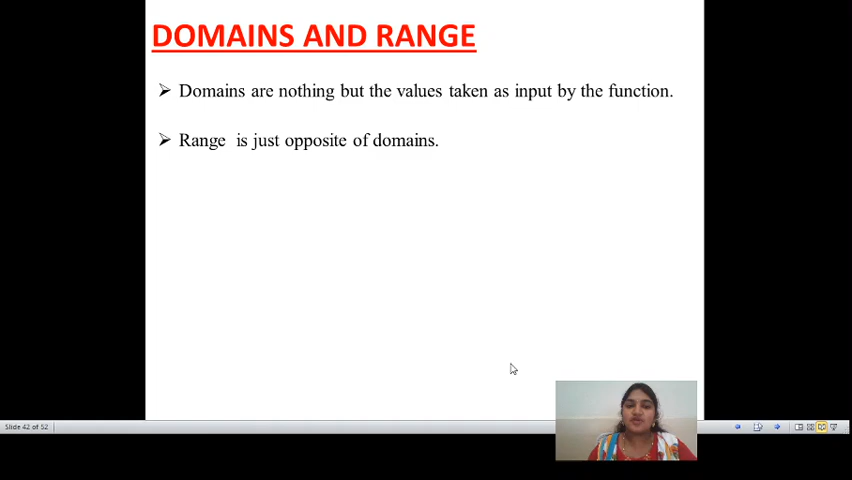 DOMAINS AND RANGE
➢ Domains are nothing but the values taken as input by the function.
➢ Range is just opposite of domains.
Slide 42 of 52